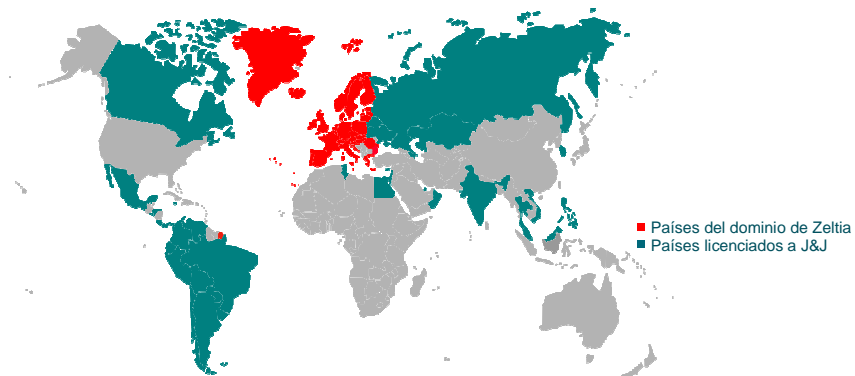 Países del dominio de Zeltia
Países licenciados a J&J